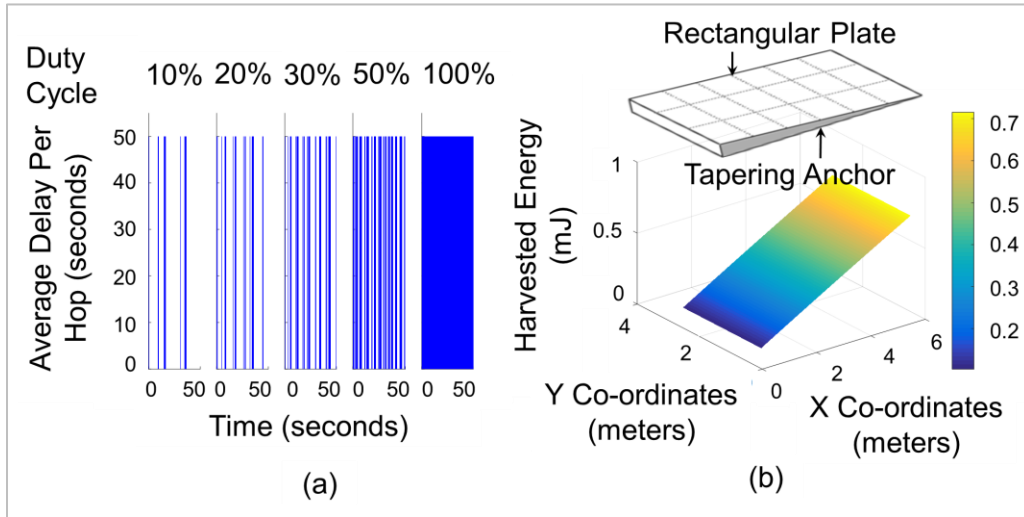 Duty
Cycle
10% 20% 30% 50% 100%
Average Delay Per
Hop (seconds)
50
40
30
20
10
0
0 50 0 50 0 50 0 50 0 50
Time (seconds)
(a)
Rectangular Plate
Tapering Anchor
Harvested Energy
(mJ)
1
0.5
0
4
2
0
2
4
6
Y Co-ordinates
(meters)
X Co-ordinates
(meters)
0.7
0.6
0.5
0.4
0.3
0.2
(b)